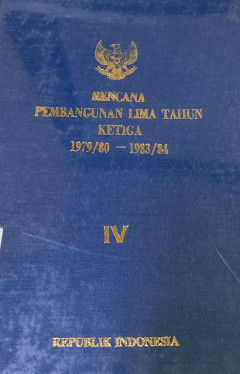 RENCANA
PEMBANGUNAN LIMA TAHUN
KETIGA
1979/80 — 1983/84
IV
REPUBLIK INDONESIA